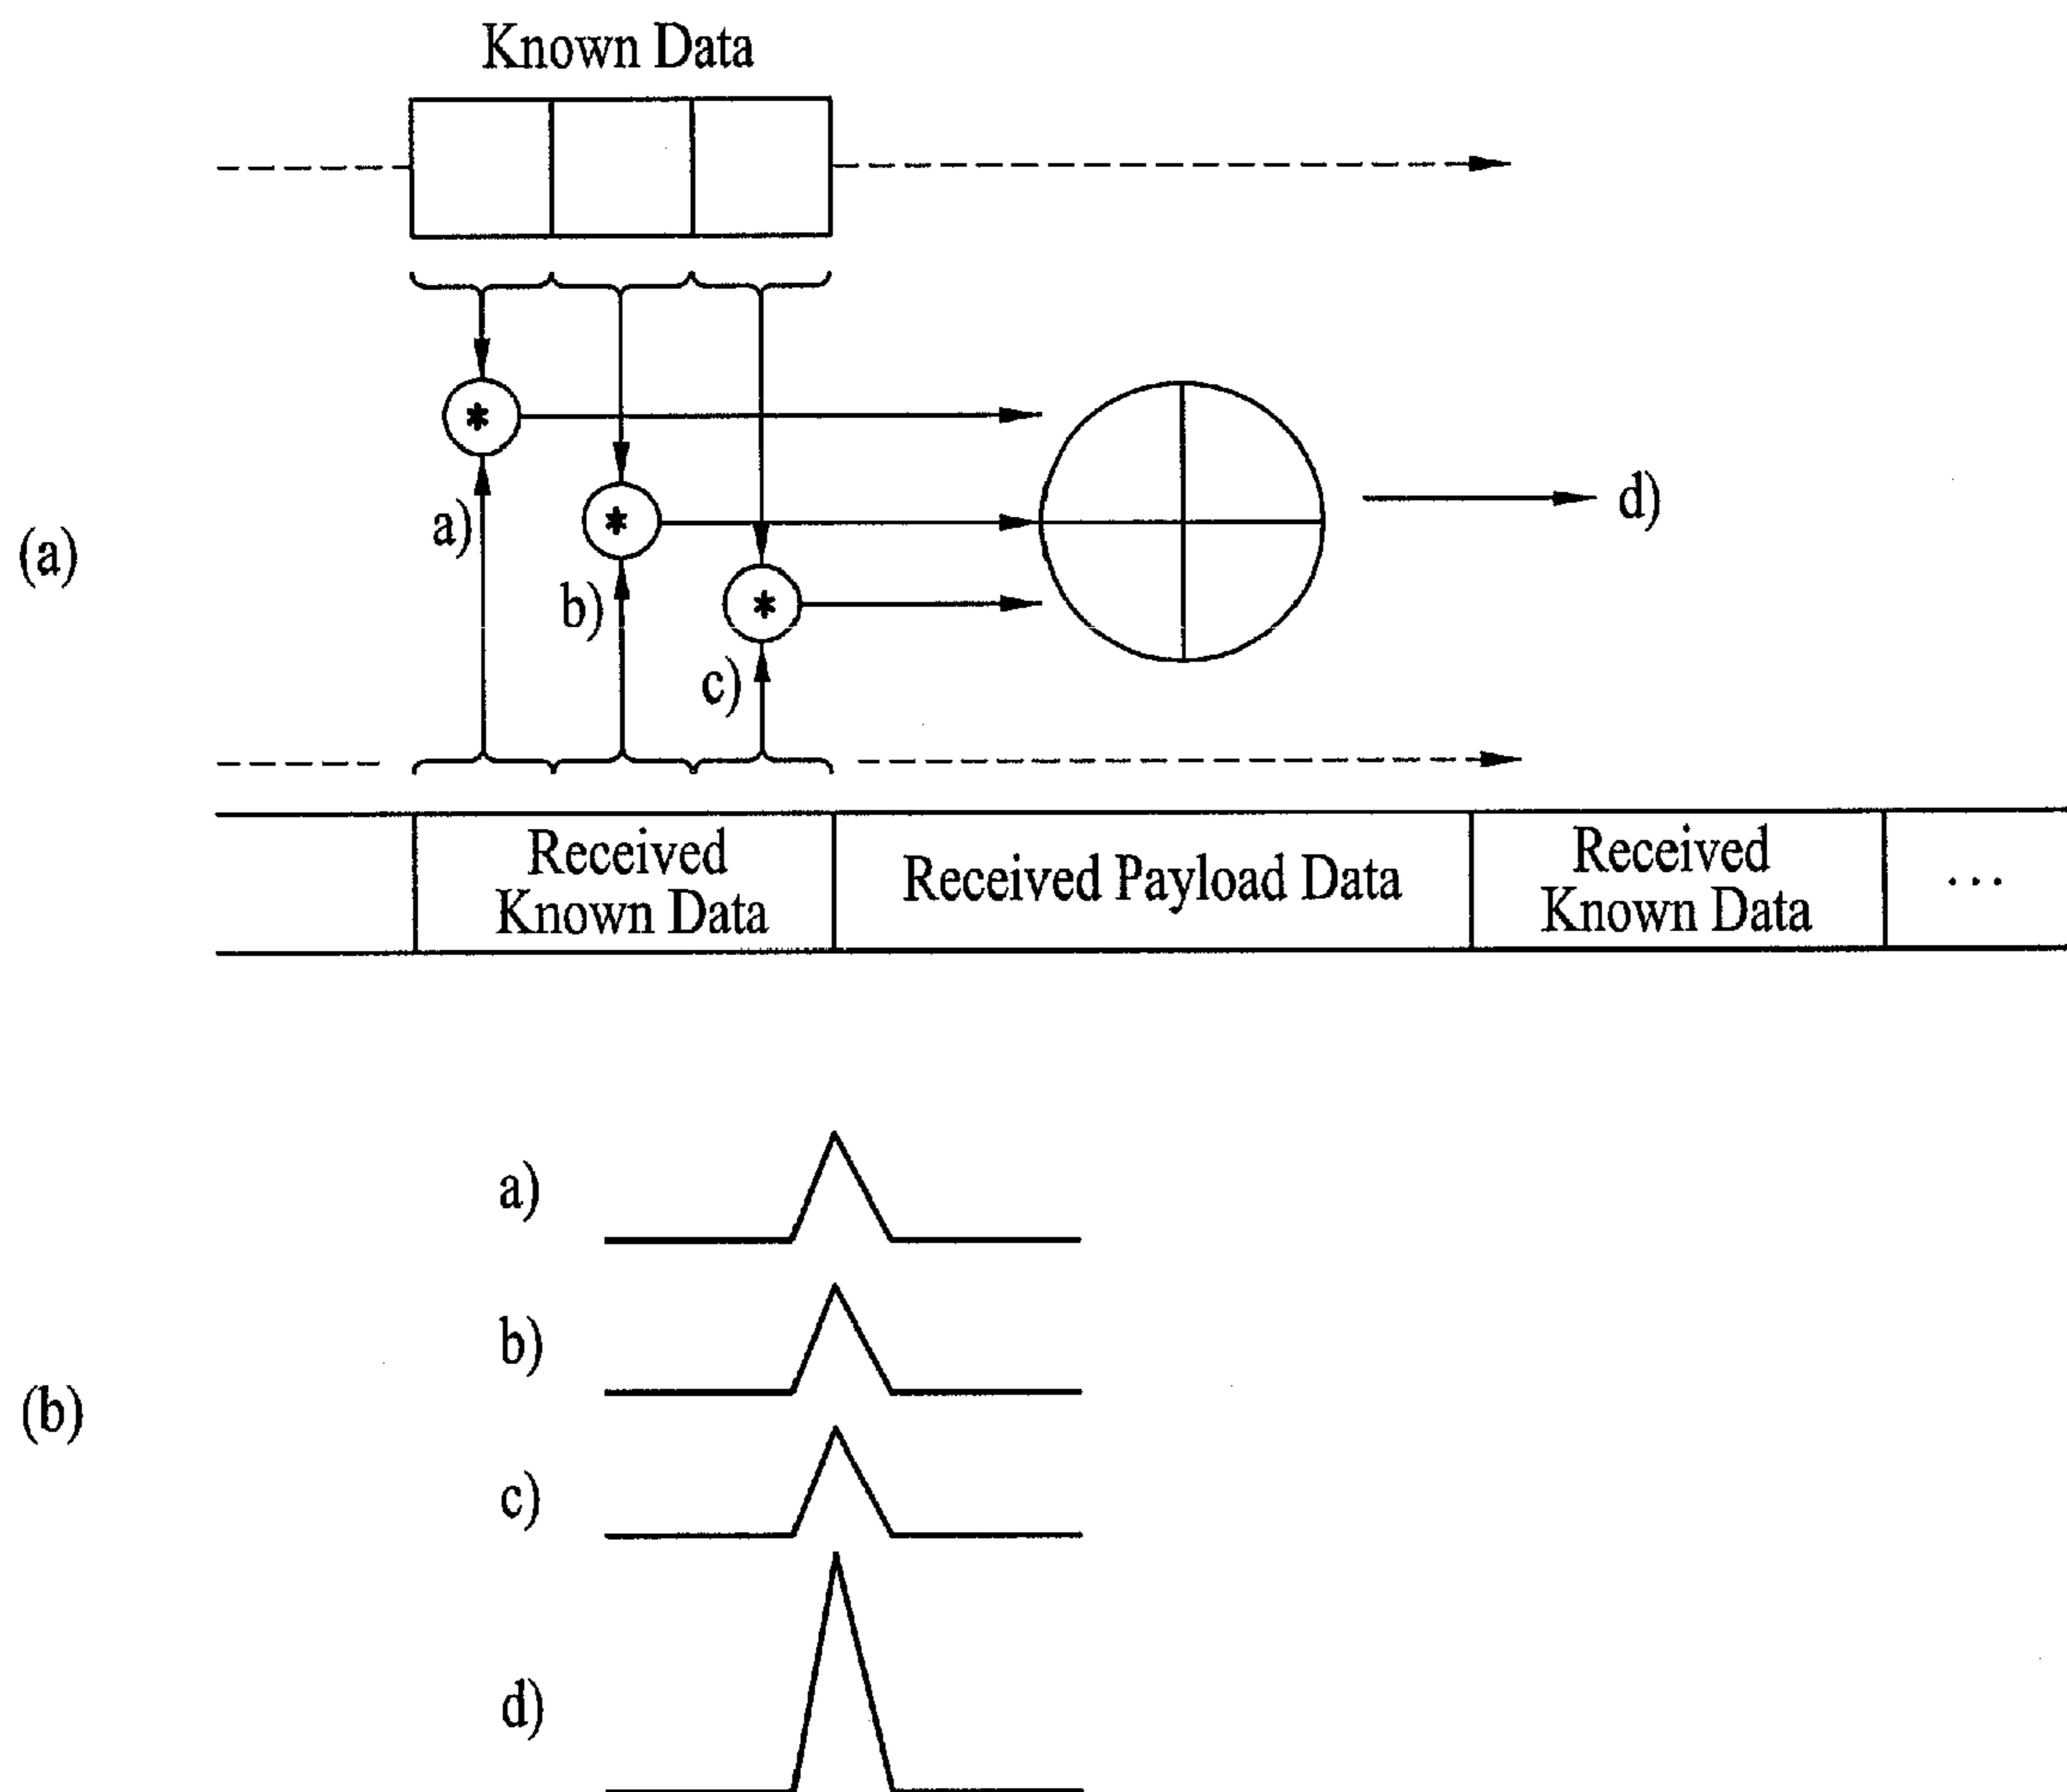 Known Data
*
a)
*
b)
*
c)
d)
(a)
Received
Known Data
Received Payload Data
Received
Known Data
...
a)
b)
c)
d)
(b)